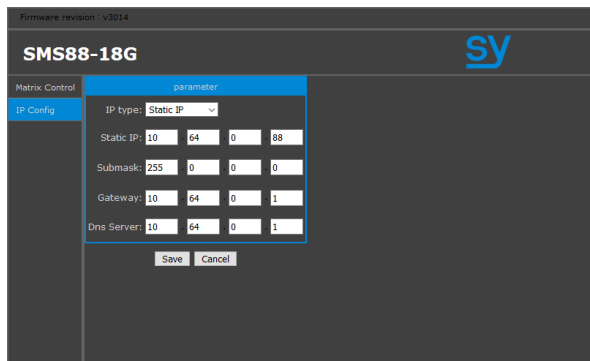 Firmware revision : v3014
SMS88-18G
sy
Matrix Control
IP Config
parameter
IP type: Static IP
Static IP: 10 . 64 . 0 . 88
Submask: 255 . 0 . 0 . 0
Gateway: 10 . 64 . 0 . 1
Dns Server: 10 . 64 . 0 . 1
Save Cancel